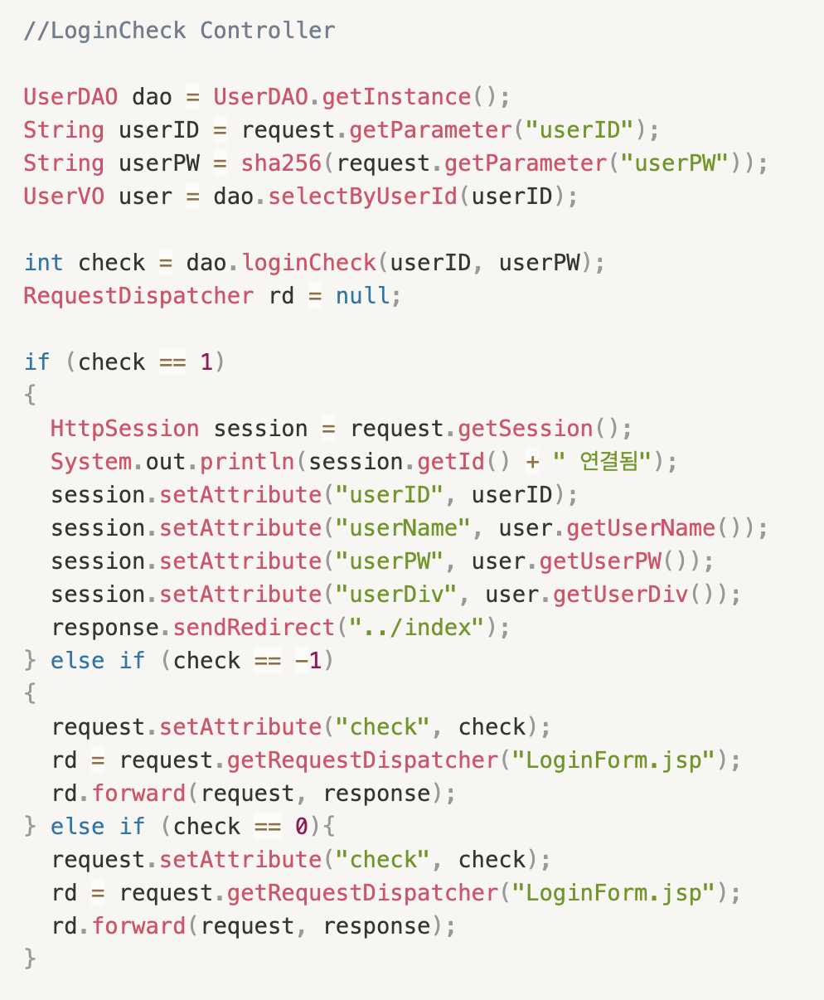 //LoginCheck Controller
UserDAO dao = UserDAO.getInstance();
String userID = request.getParameter("userID");
String userPW = sha256(request.getParameter("userPW"));
UserVO user = dao.selectByUserId(userID);
int check = dao.loginCheck(userID, userPW);
RequestDispatcher rd = null;
if (check == 1)
{
  HttpSession session = request.getSession();
  System.out.println(session.getId() + " 연결됨");
  session.setAttribute("userID", userID);
  session.setAttribute("userName", user.getUserName());
  session.setAttribute("userPW", user.getUserPW());
  session.setAttribute("userDiv", user.getUserDiv());
  response.sendRedirect("../index");
} else if (check == -1)
{
  request.setAttribute("check", check);
  rd = request.getRequestDispatcher("LoginForm.jsp");
  rd.forward(request, response);
} else if (check == 0){
  request.setAttribute("check", check);
  rd = request.getRequestDispatcher("LoginForm.jsp");
  rd.forward(request, response);
}